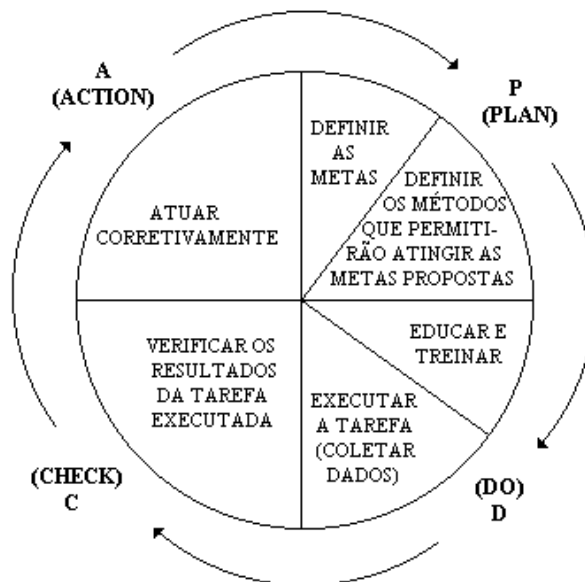 A
(ACTION)
P
(PLAN)
DEFINIR
AS
METAS
DEFINIR
OS MÉTODOS
QUE PERMITI-
RÃO ATINGIR AS
METAS PROPOSTAS
EDUCAR E
TREINAR
EXECUTAR
A TAREFA
(COLETAR
DADOS)
(DO)
D
VERIFICAR OS
RESULTADOS
DA TAREFA
EXECUTADA
(CHECK)
C
ATUAR
CORRETIVAMENTE